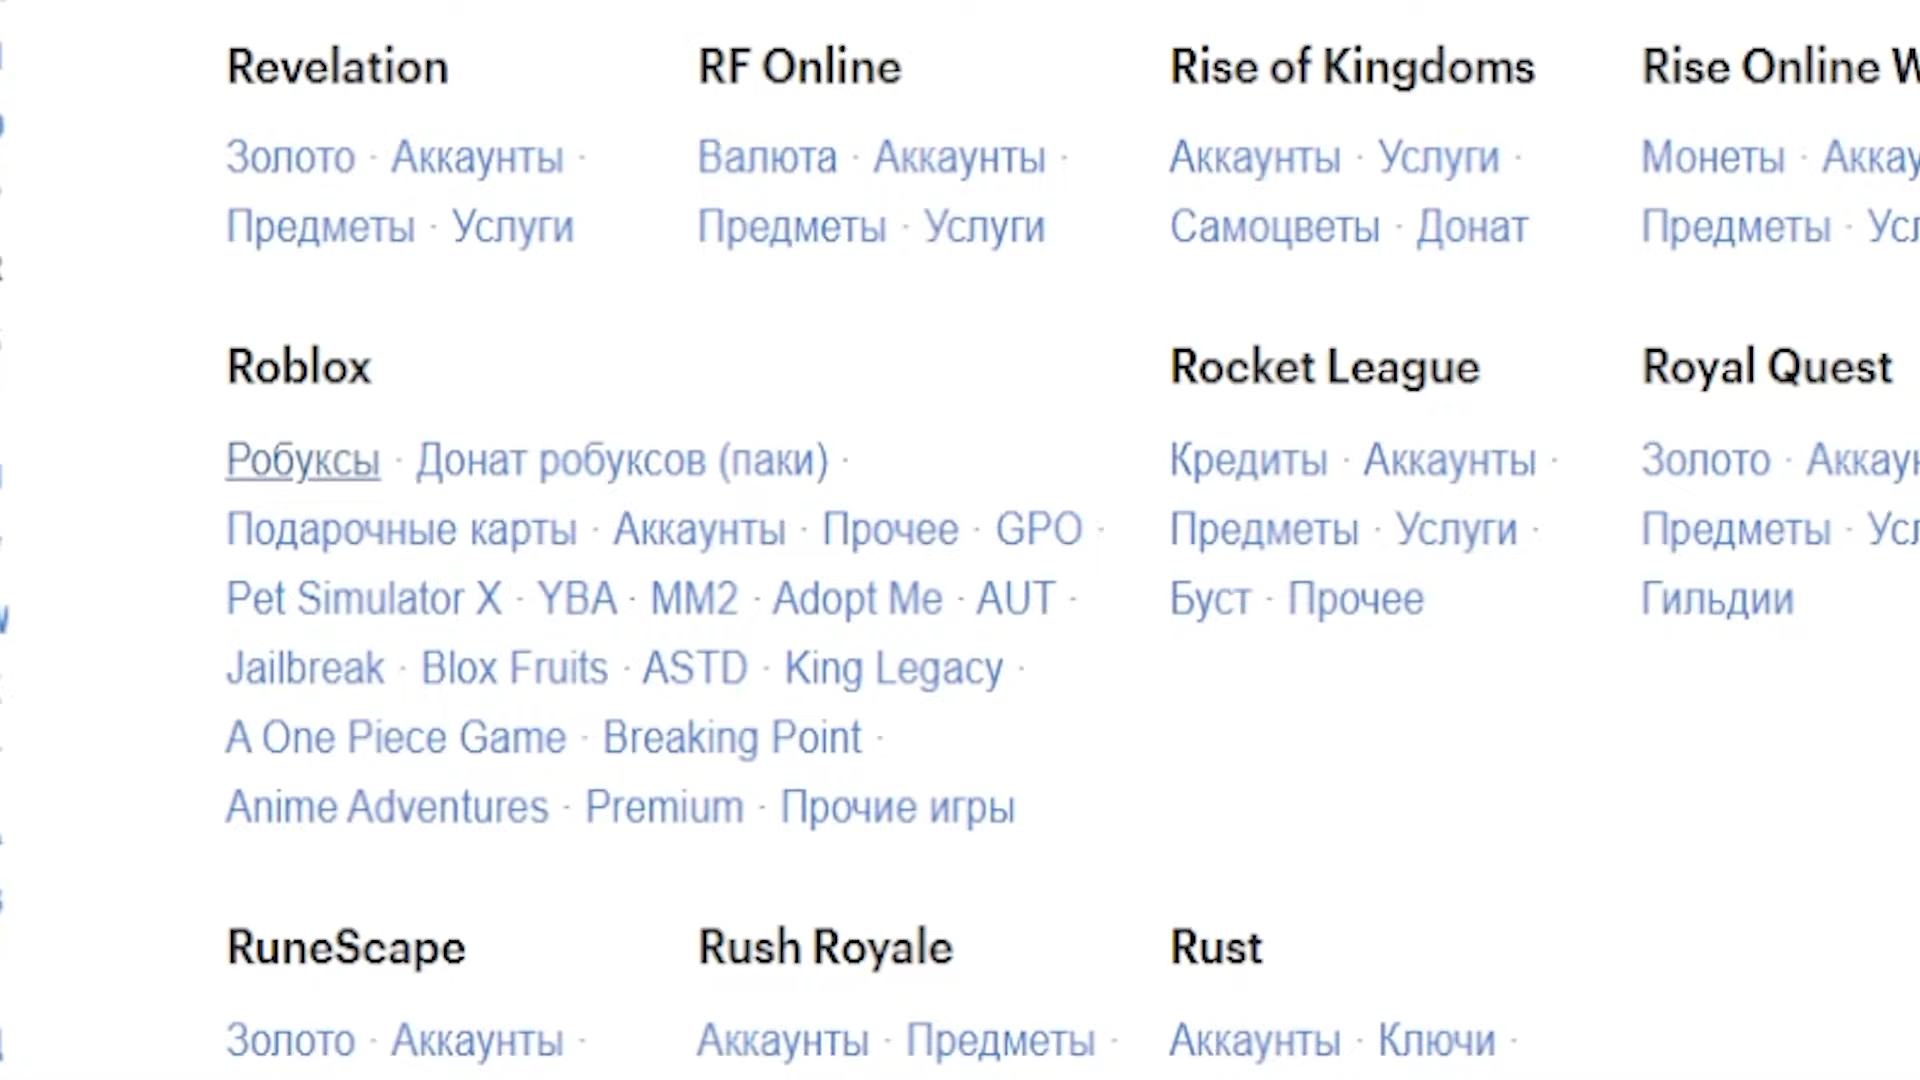 Revelation
Золото · Аккаунты ·
Предметы · Услуги
RF Online
Валюта · Аккаунты ·
Предметы · Услуги
Rise of Kingdoms
Аккаунты · Услуги ·
Самоцветы · Донат
Rise Online
Монеты ·
Предметы ·
Roblox
Робуксы · Донат робуксов (паки) ·
Подарочные карты · Аккаунты · Прочее · GPO ·
Pet Simulator X · YBA · MM2 · Adopt Me · AUT ·
Jailbreak · Blox Fruits · ASTD · King Legacy ·
A One Piece Game · Breaking Point ·
Anime Adventures · Premium · Прочие игры
Rocket League
Кредиты · Аккаунты ·
Предметы · Услуги ·
Буст · Прочее
Royal Quest
Золото ·
Предметы ·
Гильдии
RuneScape
Золото · Аккаунты ·
Rush Royale
Аккаунты · Предметы ·
Rust
Аккаунты · Ключи ·